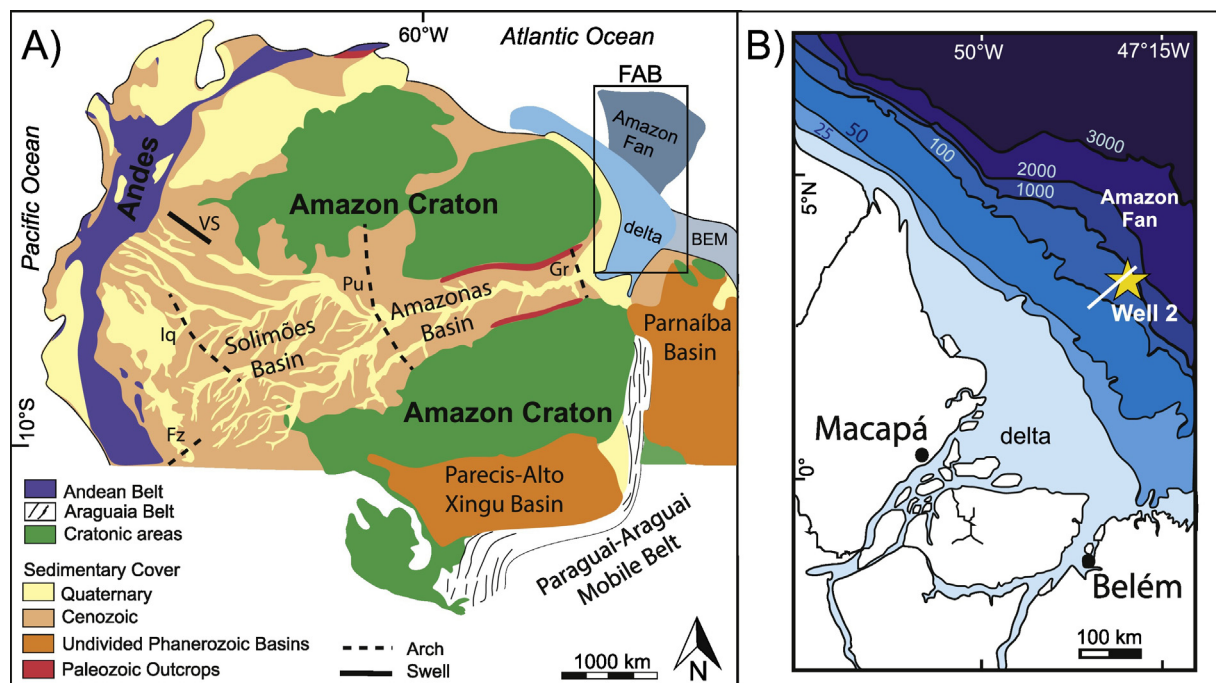 A)
60°W
Atlantic Ocean
FAB
Amazon
Fan
Pacific Ocean
Andes
Amazon Craton
VS
delta
BEM
Pu
Gr
Amazonas
Basin
Iq
Solimões
Basin
Parnaíba
Basin
10°S
Fz
Amazon Craton
Parecis-Alto
Xingu Basin
Paraguai-Araguai
Mobile Belt
Andean Belt
Araguaia Belt
Cratonic areas
Sedimentary Cover
Quaternary
Cenozoic
Undivided Phanerozoic Basins
Paleozoic Outcrops
Arch
Swell
1000 km
N
B)
50°W
47°15W
25
50
100
3000
2000
1000
5°N
Amazon
Fan
Well 2
Macapá
delta
0°
Belém
100 km